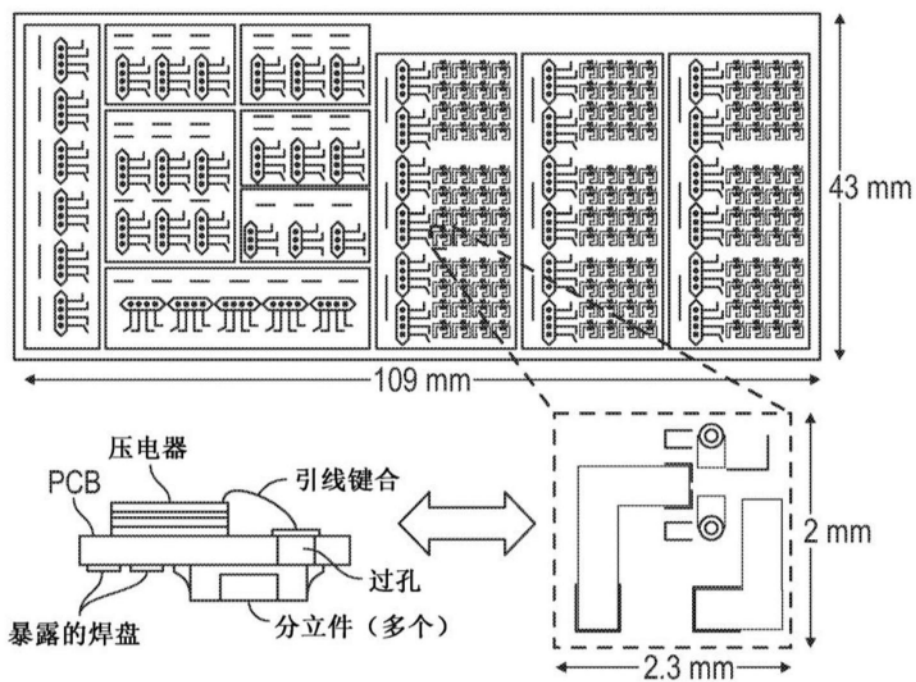 43 mm
109 mm
压电器
PCB
引线键合
过孔
暴露的焊盘
分立件（多个）
2 mm
2.3 mm